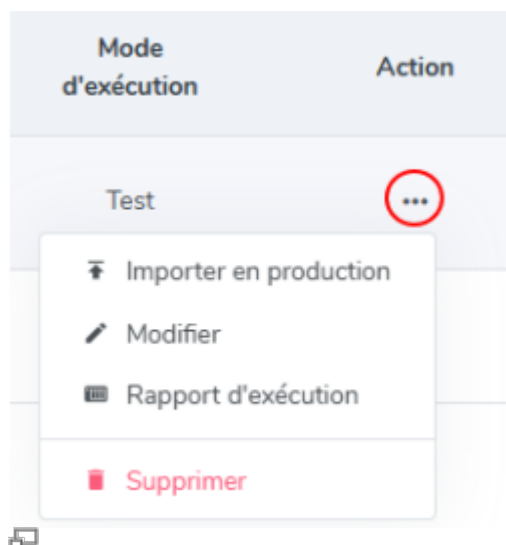 Mode
d'exécution
Action
Test
Importer en production
Modifier
Rapport d'exécution
Supprimer